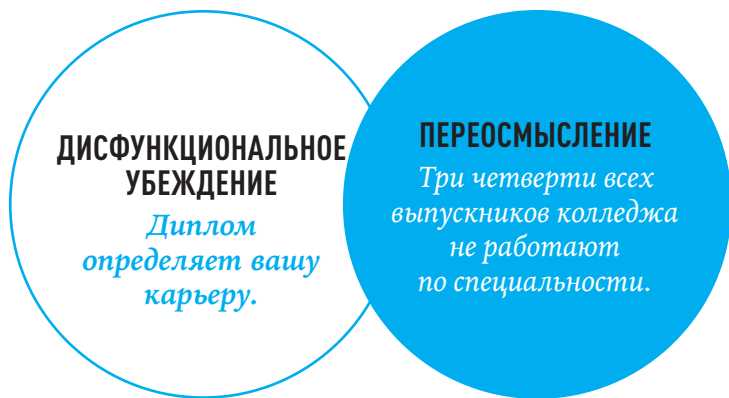 ДИСФУНКЦИОНАЛЬНОЕ
УБЕЖДЕНИЕ
Диплом
определяет вашу
карьеру.
ПЕРЕОСМЫСЛЕНИЕ
Три четверти всех
выпускников колледжа
не работают
по специальности.